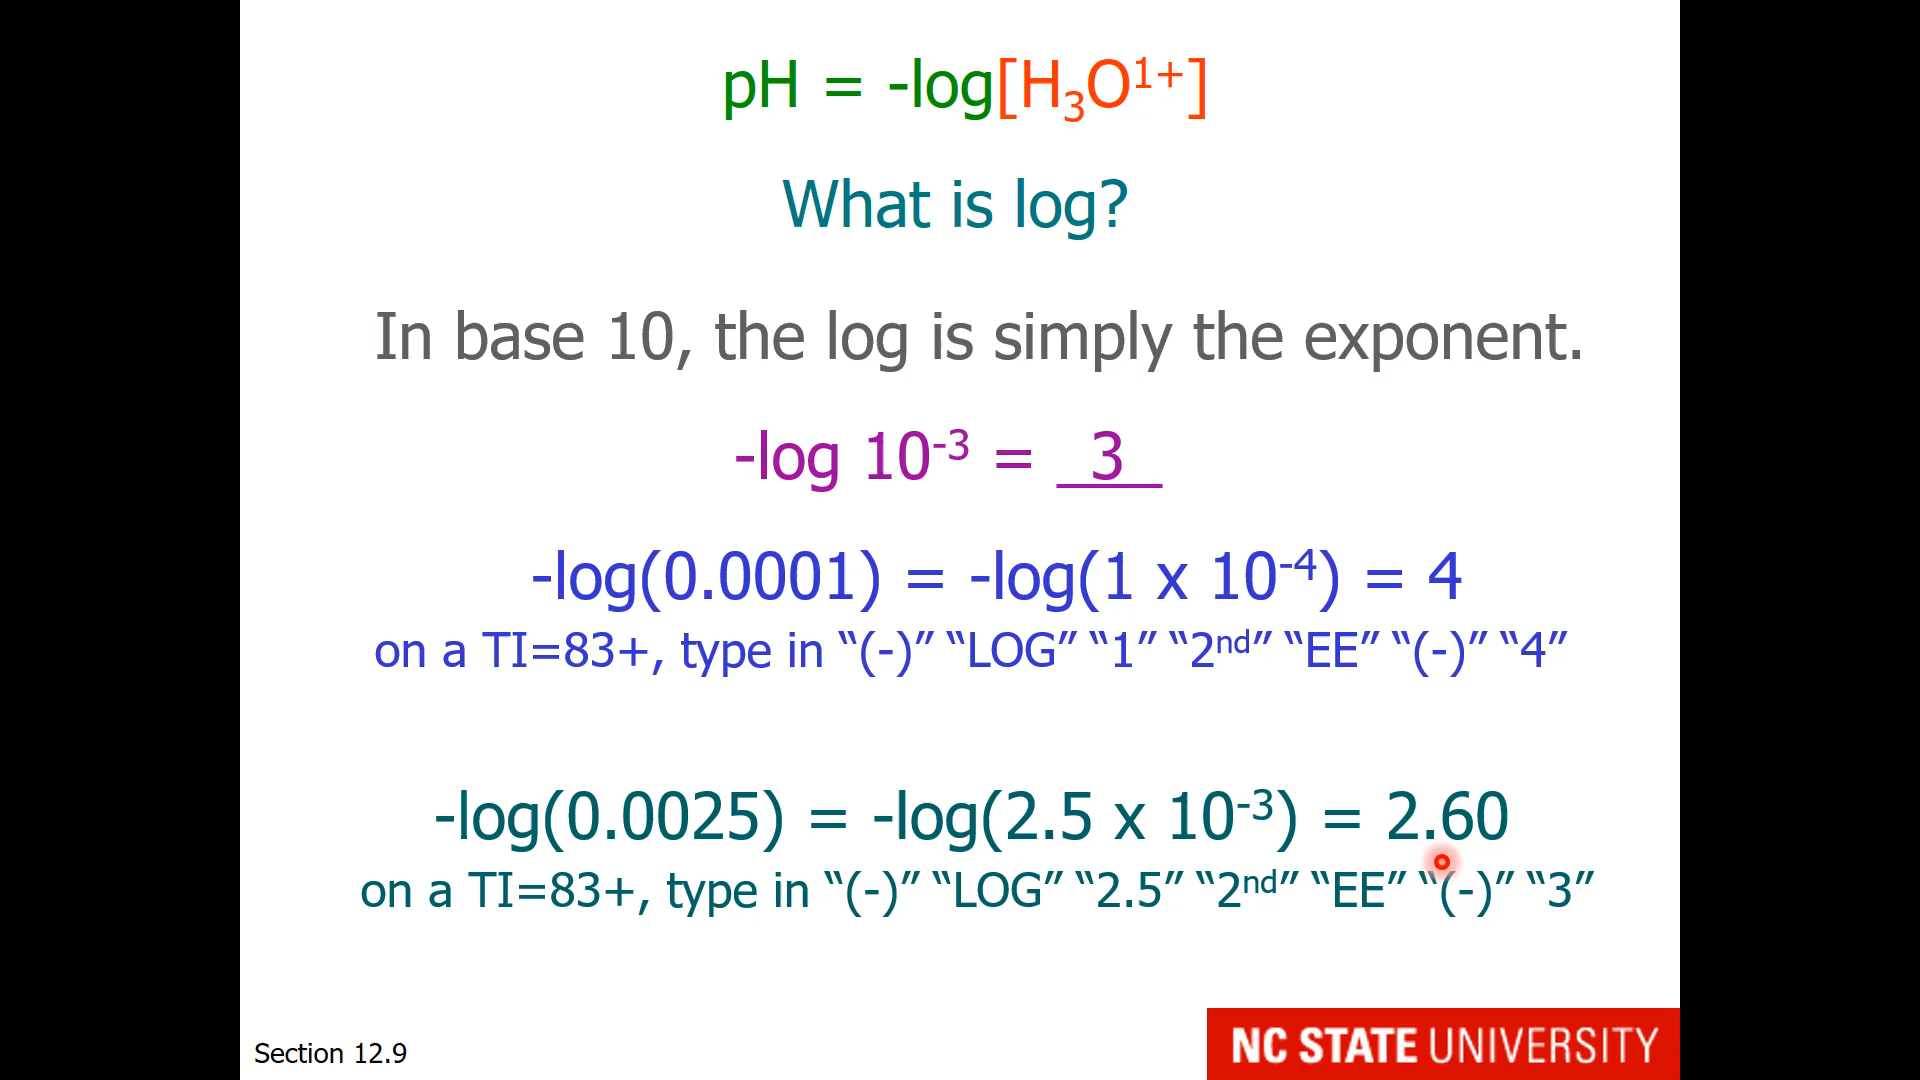 pH = -log[H₃O¹⁺]
What is log?
In base 10, the log is simply the exponent.
-log 10⁻³ = __3__
-log(0.0001) = -log(1 x 10⁻⁴) = 4
on a TI=83+, type in “(-)” “LOG” “1” “2ⁿᵈ” “EE” “(-)” “4”
-log(0.0025) = -log(2.5 x 10⁻³) = 2.60
on a TI=83+, type in “(-)” “LOG” “2.5” “2ⁿᵈ” “EE” “(-)” “3”
Section 12.9
NC STATE UNIVERSITY